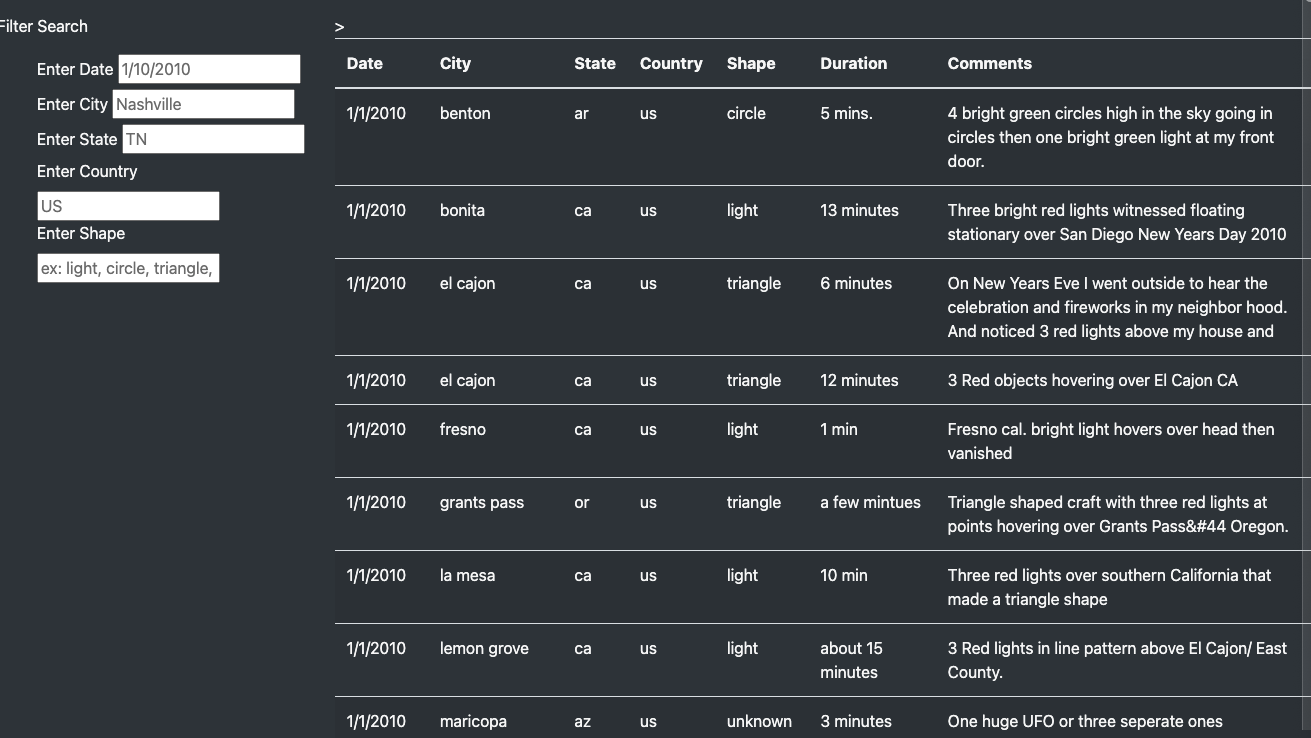 Filter Search
Enter Date 1/10/2010
Enter City Nashville
Enter State TN
Enter Country
US
Enter Shape
ex: light, circle, triangle,
>
Date City State Country Shape Duration Comments
1/1/2010 benton ar us circle 5 mins. 4 bright green circles high in the sky going in
circles then one bright green light at my front
door.
1/1/2010 bonita ca us light 13 minutes Three bright red lights witnessed floating
stationary over San Diego New Years Day 2010
1/1/2010 el cajon ca us triangle 6 minutes On New Years Eve I went outside to hear the
celebration and fireworks in my neighbor hood.
And noticed 3 red lights above my house and
1/1/2010 el cajon ca us triangle 12 minutes 3 Red objects hovering over El Cajon CA
1/1/2010 fresno ca us light 1 min Fresno cal. bright light hovers over head then
vanished
1/1/2010 grants pass or us triangle a few mintues Triangle shaped craft with three red lights at
points hovering over Grants Pass&#44 Oregon.
1/1/2010 la mesa ca us light 10 min Three red lights over southern California that
made a triangle shape
1/1/2010 lemon grove ca us light about 15 3 Red lights in line pattern above El Cajon/ East
minutes County.
1/1/2010 maricopa az us unknown 3 minutes One huge UFO or three seperate ones